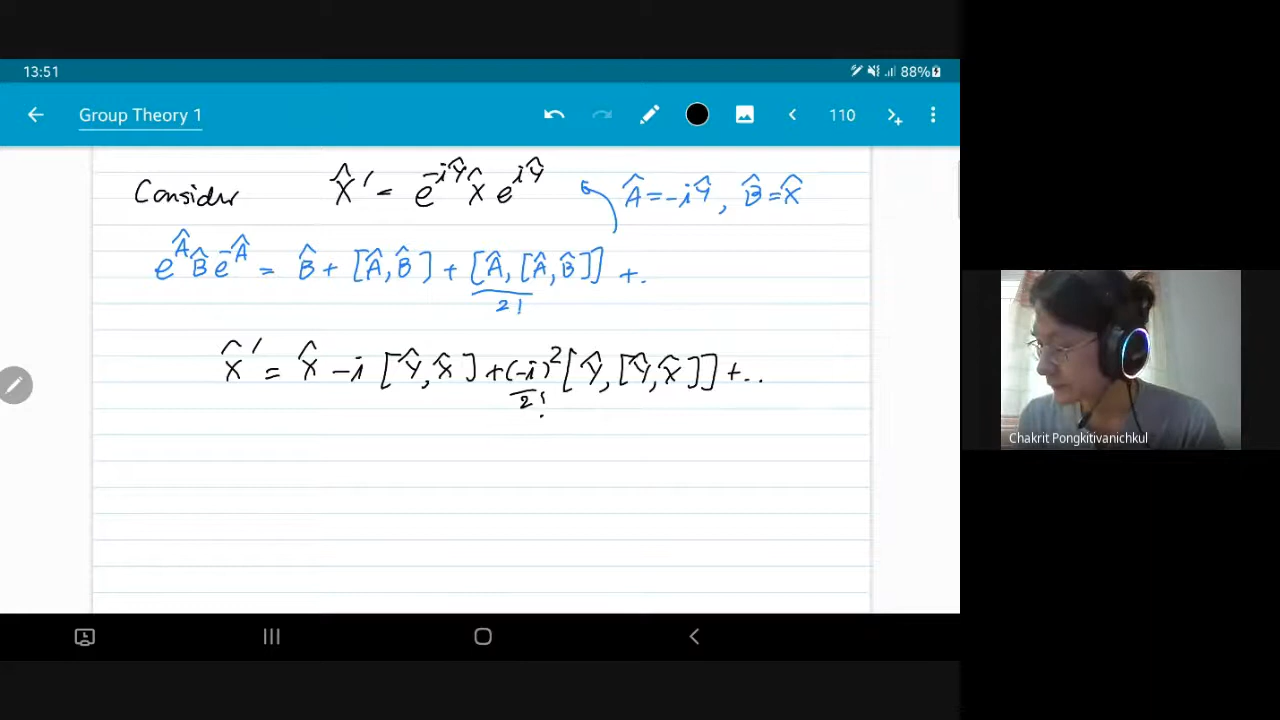 13:51
88%
Group Theory 1
110
Consider X̂′ = e^{-iŶ} X̂ e^{iŶ}
Â = -iŶ, B̂ = X̂
e^{Â} B̂ e^{-Â} = B̂ + [Â, B̂] + [Â, [Â, B̂]]/2! + ..
X̂′ = X̂ - i [Ŷ, X̂] + (-i)²/2! [Ŷ, [Ŷ, X̂]] + ..
Chakrit Pongkitivanichkul